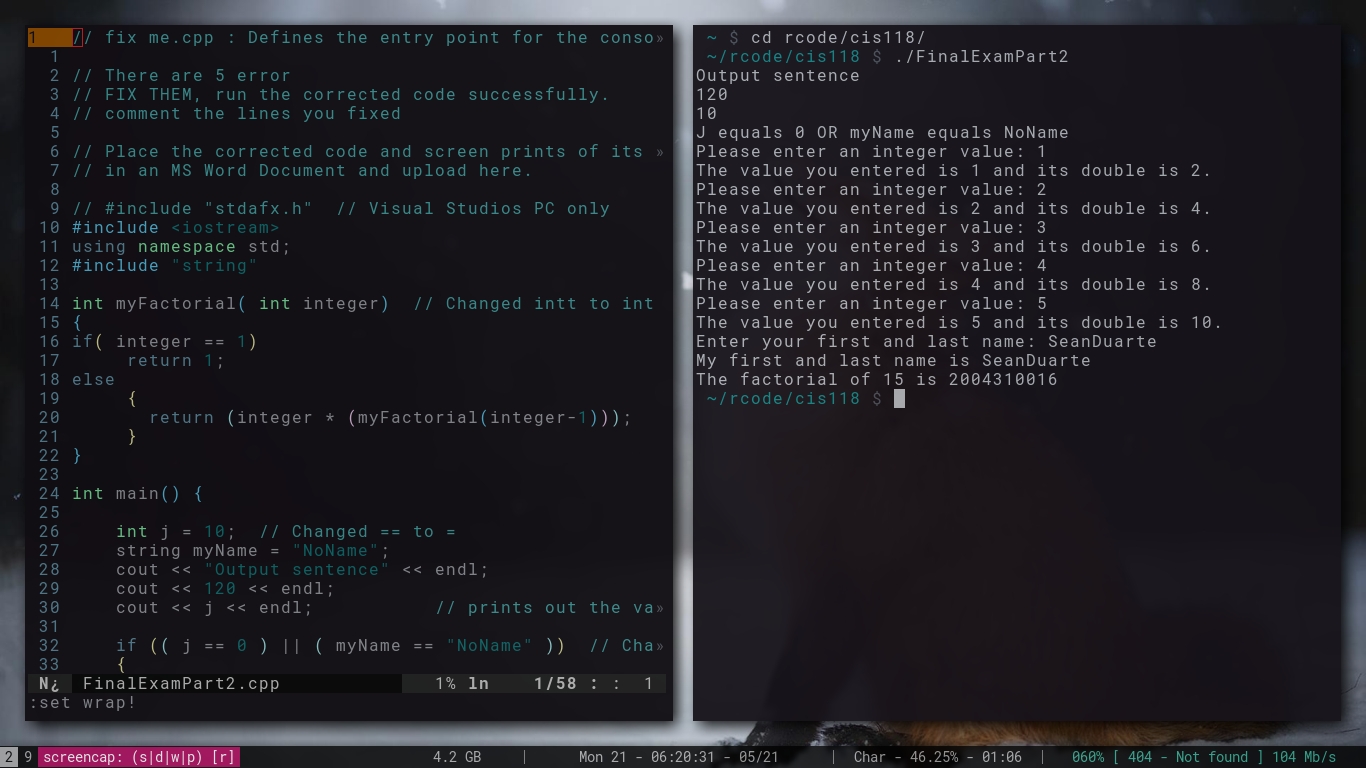 1 // fix me.cpp : Defines the entry point for the conso»
1
2 // There are 5 error
3 // FIX THEM, run the corrected code successfully.
4 // comment the lines you fixed
5
6 // Place the corrected code and screen prints of its »
7 // in an MS Word Document and upload here.
8
9 // #include "stdafx.h"  // Visual Studios PC only
10 #include <iostream>
11 using namespace std;
12 #include "string"
13
14 int myFactorial( int integer)  // Changed intt to int
15 {
16 if( integer == 1)
17      return 1;
18 else
19      {
20        return (integer * (myFactorial(integer-1)));
21      }
22 }
23
24 int main() {
25
26     int j = 10;  // Changed == to =
27     string myName = "NoName";
28     cout << "Output sentence" << endl;
29     cout << 120 << endl;
30     cout << j << endl;           // prints out the va»
31
32     if (( j == 0 ) || ( myName == "NoName" ))  // Cha»
33     {
N¿ FinalExamPart2.cpp 1% ln 1/58 : : 1
:set wrap!
~ $ cd rcode/cis118/
~/rcode/cis118 $ ./FinalExamPart2
Output sentence
120
10
J equals 0 OR myName equals NoName
Please enter an integer value: 1
The value you entered is 1 and its double is 2.
Please enter an integer value: 2
The value you entered is 2 and its double is 4.
Please enter an integer value: 3
The value you entered is 3 and its double is 6.
Please enter an integer value: 4
The value you entered is 4 and its double is 8.
Please enter an integer value: 5
The value you entered is 5 and its double is 10.
Enter your first and last name: SeanDuarte
My first and last name is SeanDuarte
The factorial of 15 is 2004310016
~/rcode/cis118 $
2 9 screencap: (s|d|w|p) [r] 4.2 GB | Mon 21 - 06:20:31 - 05/21 | Char - 46.25% - 01:06 | 060% [ 404 - Not found ] 104 Mb/s